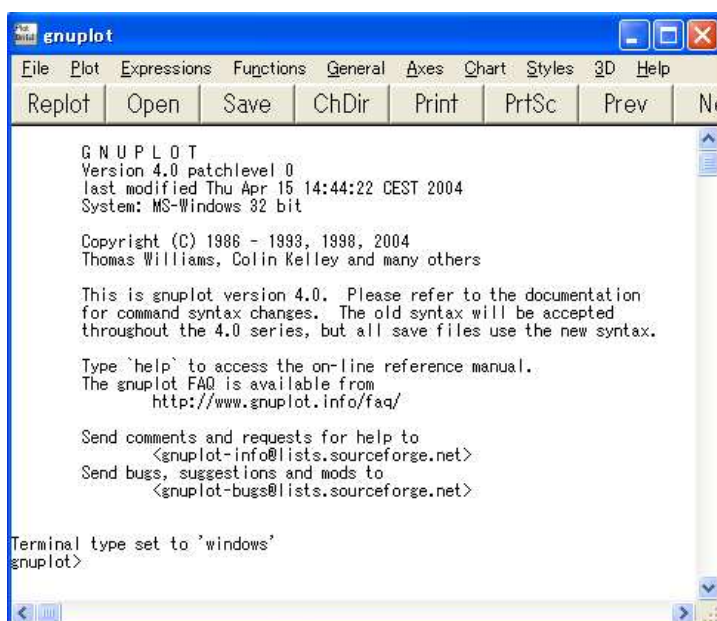 gnuplot
File Plot Expressions Functions General Axes Chart Styles 3D Help
Replot Open Save ChDir Print PrtSc Prev
G N U P L O T
Version 4.0 patchlevel 0
last modified Thu Apr 15 14:44:22 CEST 2004
System: MS-Windows 32 bit
Copyright (C) 1986 - 1993, 1998, 2004
Thomas Williams, Colin Kelley and many others
This is gnuplot version 4.0.  Please refer to the documentation
for command syntax changes.  The old syntax will be accepted
throughout the 4.0 series, but all save files use the new syntax.
Type `help` to access the on-line reference manual.
The gnuplot FAQ is available from
http://www.gnuplot.info/faq/
Send comments and requests for help to
<gnuplot-info@lists.sourceforge.net>
Send bugs, suggestions and mods to
<gnuplot-bugs@lists.sourceforge.net>
Terminal type set to 'windows'
gnuplot>